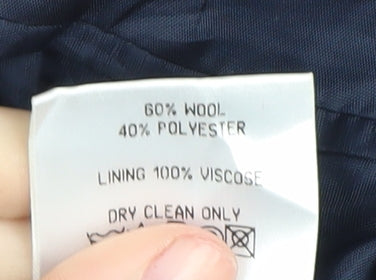 60% WOOL
40% POLYESTER
LINING 100% VISCOSE
DRY CLEAN ONLY